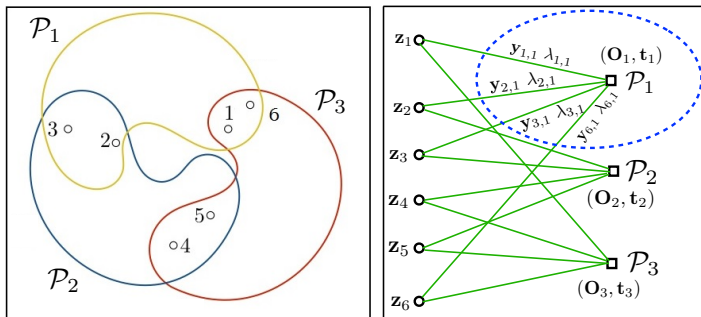 𝒫₁
𝒫₃
1
6
3
2
5
4
𝒫₂
z₁
y₁,₁ λ₁,₁
(O₁, t₁)
𝒫₁
y₂,₁ λ₂,₁
z₂
y₃,₁ λ₃,₁
y₆,₁ λ₆,₁
z₃
𝒫₂
(O₂, t₂)
z₄
z₅
𝒫₃
(O₃, t₃)
z₆